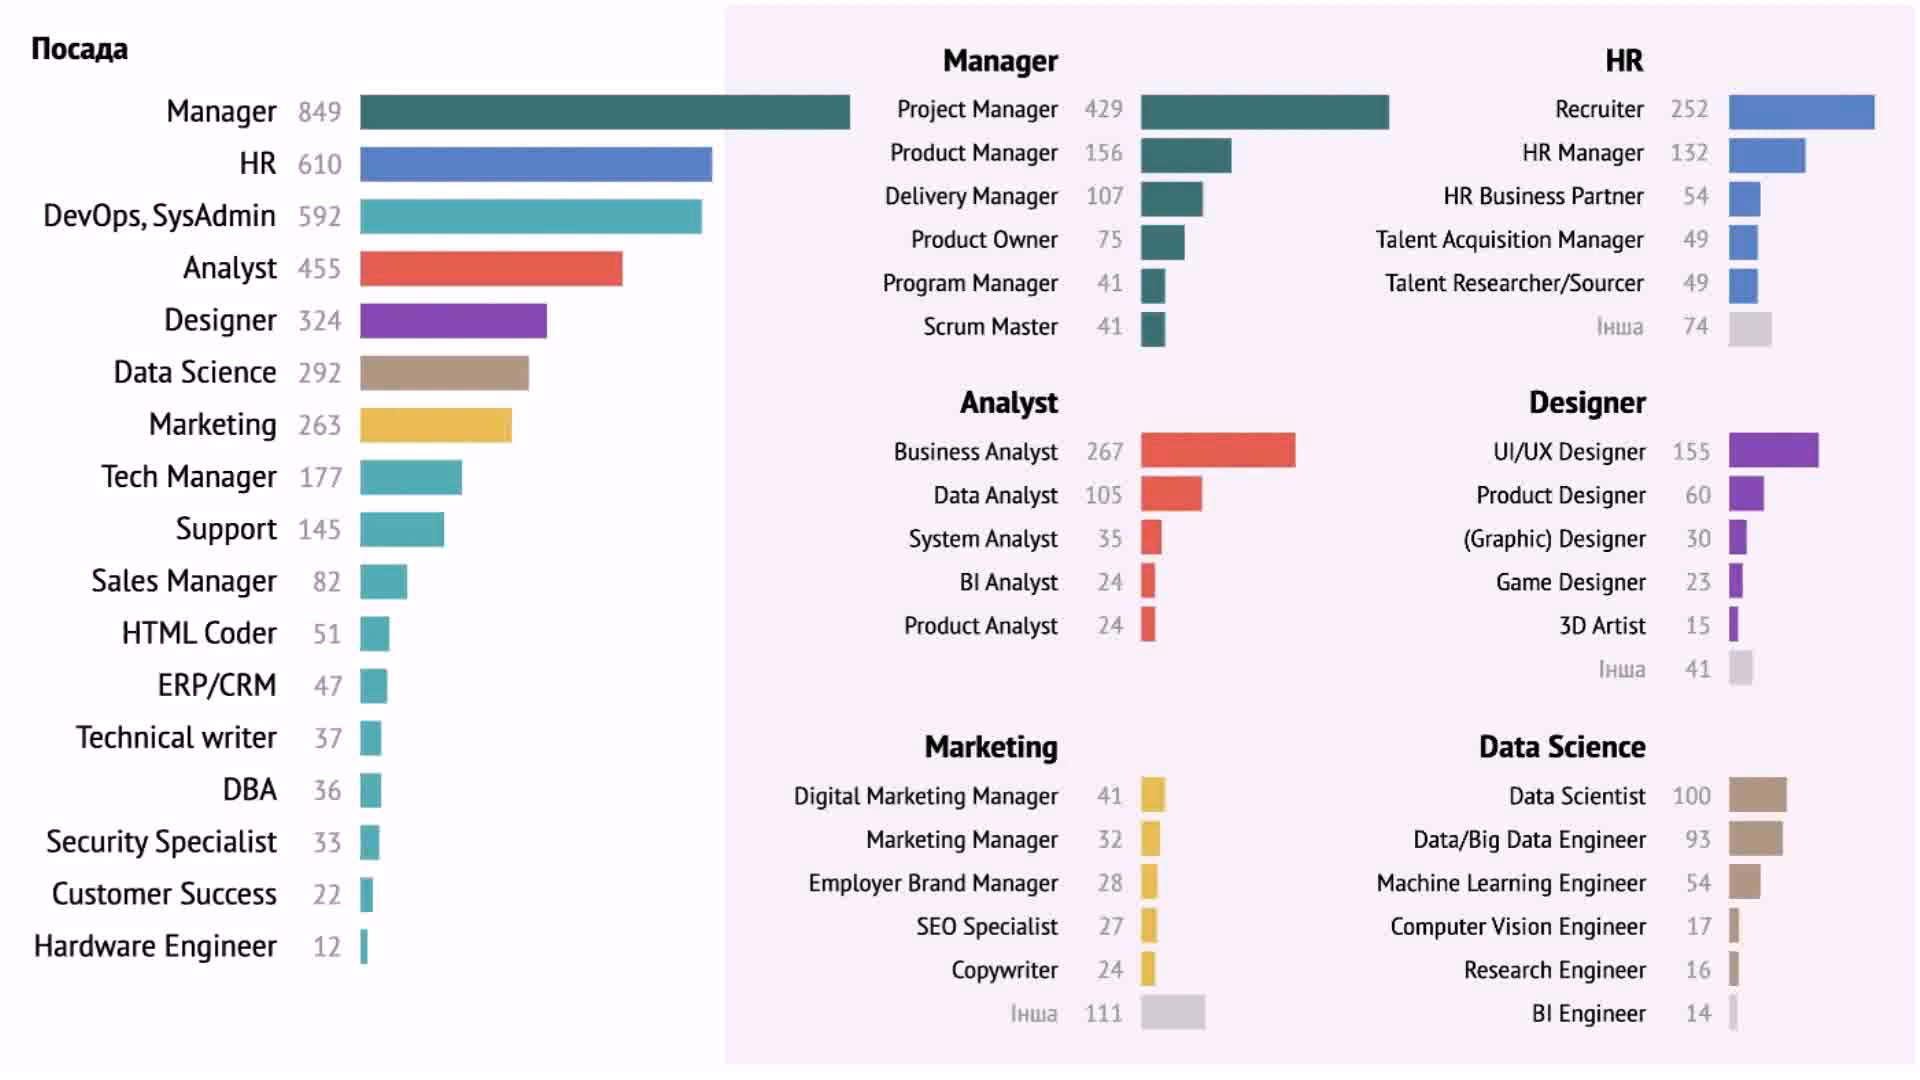 Посада
Manager 849
HR 610
DevOps, SysAdmin 592
Analyst 455
Designer 324
Data Science 292
Marketing 263
Tech Manager 177
Support 145
Sales Manager 82
HTML Coder 51
ERP/CRM 47
Technical writer 37
DBA 36
Security Specialist 33
Customer Success 22
Hardware Engineer 12
Manager
Project Manager 429
Product Manager 156
Delivery Manager 107
Product Owner 75
Program Manager 41
Scrum Master 41
HR
Recruiter 252
HR Manager 132
HR Business Partner 54
Talent Acquisition Manager 49
Talent Researcher/Sourcer 49
Інша 74
Analyst
Business Analyst 267
Data Analyst 105
System Analyst 35
BI Analyst 24
Product Analyst 24
Designer
UI/UX Designer 155
Product Designer 60
(Graphic) Designer 30
Game Designer 23
3D Artist 15
Інша 41
Marketing
Digital Marketing Manager 41
Marketing Manager 32
Employer Brand Manager 28
SEO Specialist 27
Copywriter 24
Інша 111
Data Science
Data Scientist 100
Data/Big Data Engineer 93
Machine Learning Engineer 54
Computer Vision Engineer 17
Research Engineer 16
BI Engineer 14